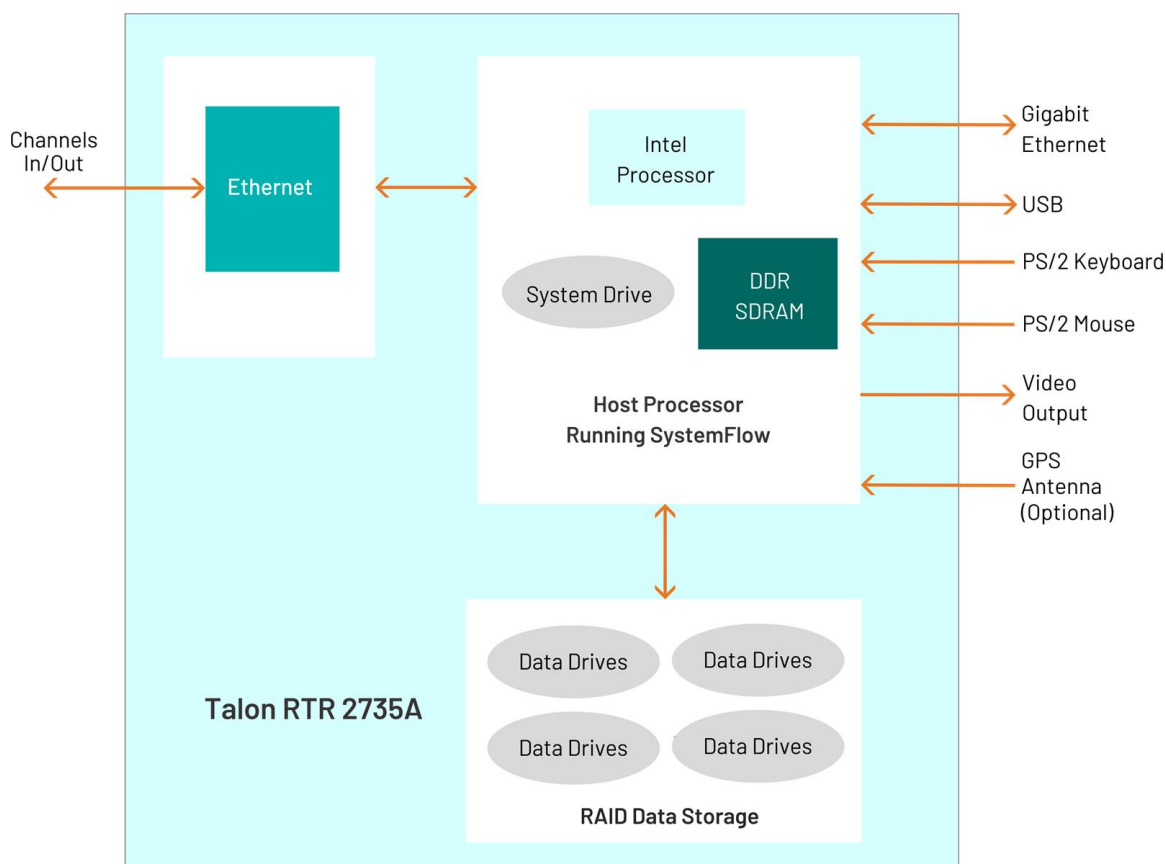 Channels
In/Out
Ethernet
Intel
Processor
System Drive
DDR
SDRAM
Host Processor
Running SystemFlow
Gigabit
Ethernet
USB
PS/2 Keyboard
PS/2 Mouse
Video
Output
GPS
Antenna
(Optional)
Talon RTR 2735A
Data Drives
Data Drives
Data Drives
Data Drives
RAID Data Storage